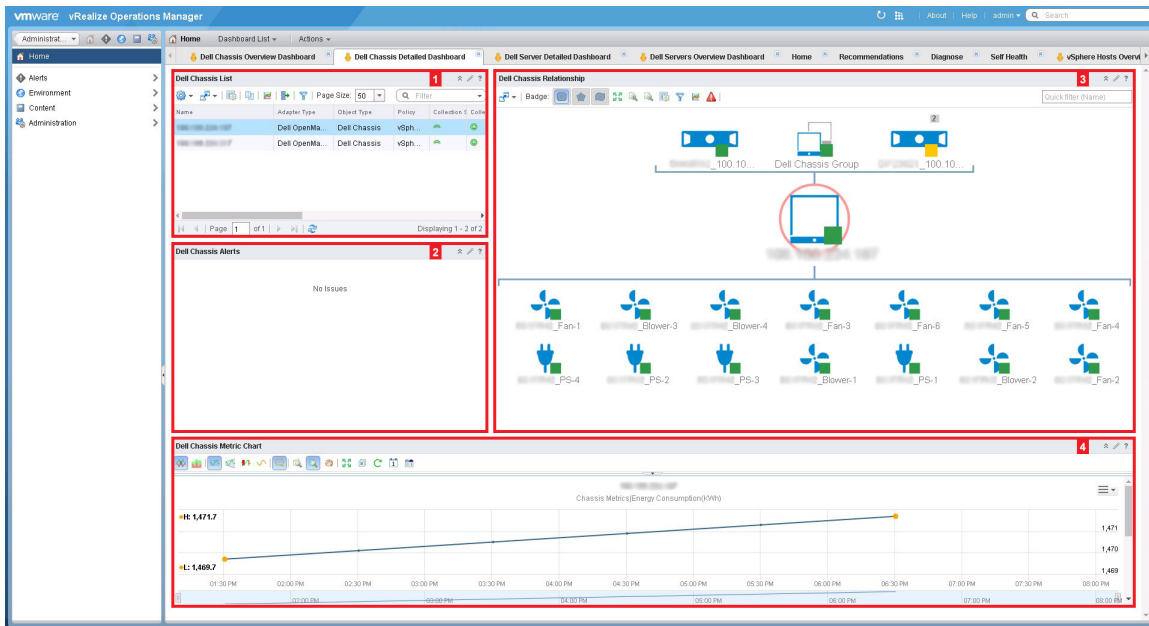 vmware vRealize Operations Manager About Help admin Search
Administrat... Home Dashboard List Actions
Home Dell Chassis Overview Dashboard Dell Chassis Detailed Dashboard Dell Server Detailed Dashboard Dell Servers Overview Dashboard Home Recommendations Diagnose Self Health vSphere Hosts Overvi
Alerts
Environment
Content
Administration
Dell Chassis List 1
Page Size: 50 Filter
Name Adapter Type Object Type Policy Collection S Colle
Dell OpenMa... Dell Chassis vSph...
Dell OpenMa... Dell Chassis vSph...
Page 1 of 1 Displaying 1 - 2 of 2
Dell Chassis Alerts 2
No Issues
Dell Chassis Relationship 3
Badge: Quick filter (Name)
2
_100.10... Dell Chassis Group _100.10...
_Fan-1 _Blower-3 _Blower-4 _Fan-3 _Fan-6 _Fan-5 _Fan-4
_PS-4 _PS-2 _PS-3 _Blower-1 _PS-1 _Blower-2 _Fan-2
Dell Chassis Metric Chart 4
Chassis Metrics|Energy Consumption(KWh)
H: 1,471.7
1,471
1,470
L: 1,469.7
1,469
01:30 PM 02:00 PM 02:30 PM 03:00 PM 03:30 PM 04:00 PM 04:30 PM 05:00 PM 05:30 PM 06:00 PM 06:30 PM 07:00 PM 07:30 PM 08:00 PM
02:00 PM 03:00 PM 04:00 PM 05:00 PM 06:00 PM 07:00 PM 08:00 PM